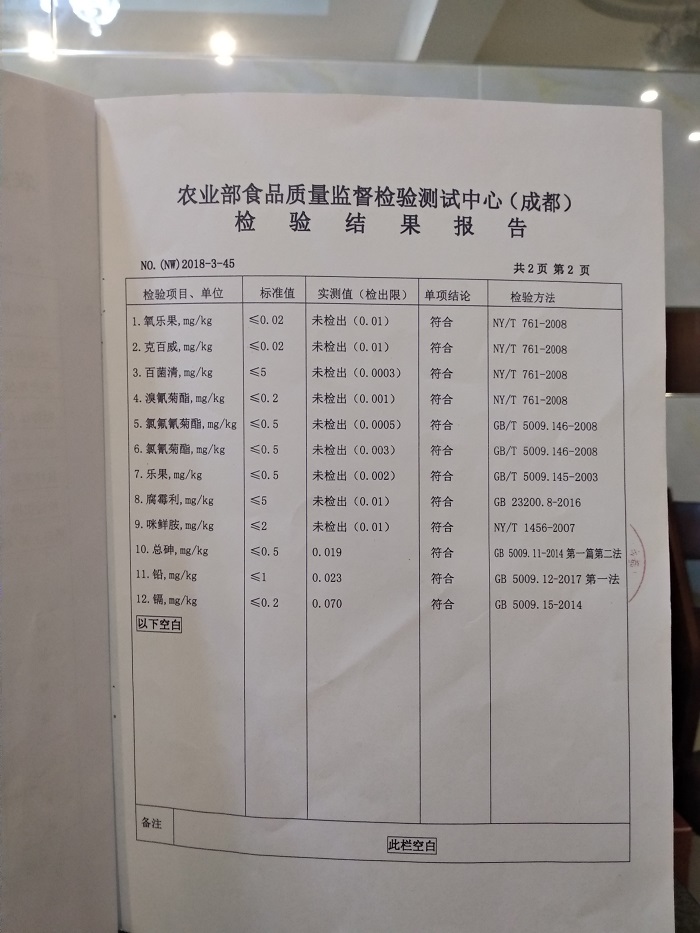 农业部食品质量监督检验测试中心(成都)
检 验 结 果 报 告
NO.(NW)2018-3-45 共2页 第2页
检验项目、单位 标准值 实测值(检出限) 单项结论 检验方法
1.氧乐果,mg/kg ≤0.02 未检出(0.01) 符合 NY/T 761-2008
2.克百威,mg/kg ≤0.02 未检出(0.01) 符合 NY/T 761-2008
3.百菌清,mg/kg ≤5 未检出(0.0003) 符合 NY/T 761-2008
4.溴氰菊酯,mg/kg ≤0.2 未检出(0.001) 符合 NY/T 761-2008
5.氯氟氰菊酯,mg/kg ≤0.5 未检出(0.0005) 符合 GB/T 5009.146-2008
6.氯氰菊酯,mg/kg ≤0.5 未检出(0.003) 符合 GB/T 5009.146-2008
7.乐果,mg/kg ≤0.5 未检出(0.002) 符合 GB/T 5009.145-2003
8.腐霉利,mg/kg ≤5 未检出(0.01) 符合 GB 23200.8-2016
9.咪鲜胺,mg/kg ≤2 未检出(0.01) 符合 NY/T 1456-2007
10.总砷,mg/kg ≤0.5 0.019 符合 GB 5009.11-2014 第一篇第二法
11.铅,mg/kg ≤1 0.023 符合 GB 5009.12-2017 第一法
12.镉,mg/kg ≤0.2 0.070 符合 GB 5009.15-2014
以下空白
备注 此栏空白